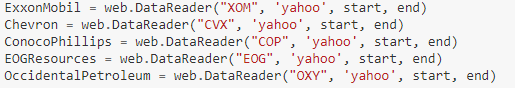 ExxonMobil = web.DataReader("XOM", 'yahoo', start, end)
Chevron = web.DataReader("CVX", 'yahoo', start, end)
ConocoPhillips = web.DataReader("COP", 'yahoo', start, end)
EOGResources = web.DataReader("EOG", 'yahoo', start, end)
OccidentalPetroleum = web.DataReader("OXY", 'yahoo', start, end)